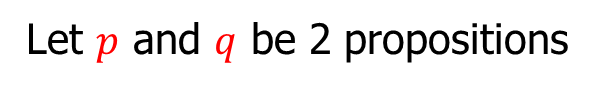 Let p and q be 2 propositions